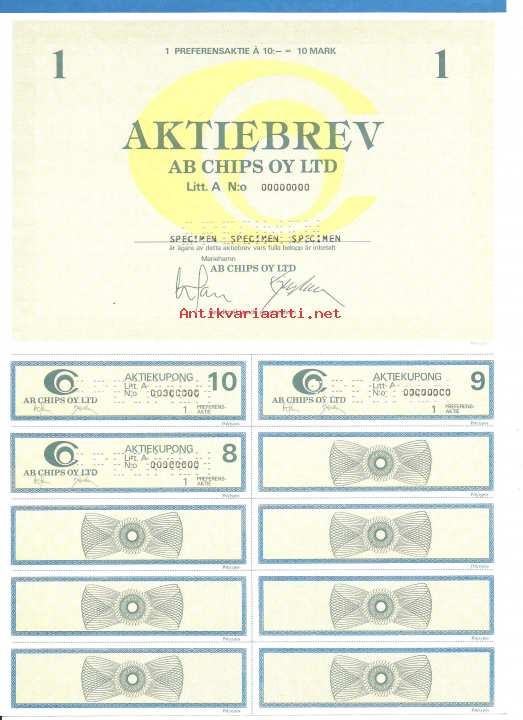 1 PREFERENSAKTIE À 10:— = 10 MARK
1 1
AKTIEBREV
AB CHIPS OY LTD
Litt. A N:o 00000000
SPECIMEN SPECIMEN SPECIMEN
är ägare av detta aktiebrev vars fulla belopp är inbetalt
Mariehamn
AB CHIPS OY LTD
Antikvariaatti.net
AKTIEKUPONG 10
Litt. A
N:o 00000000
AB CHIPS OY LTD
1 PREFERENS-
AKTIE
AKTIEKUPONG 9
Litt. A
N:o 00000000
AB CHIPS OY LTD
1 PREFERENS-
AKTIE
AKTIEKUPONG 8
Litt. A
N:o 00000000
AB CHIPS OY LTD
1 PREFERENS-
AKTIE